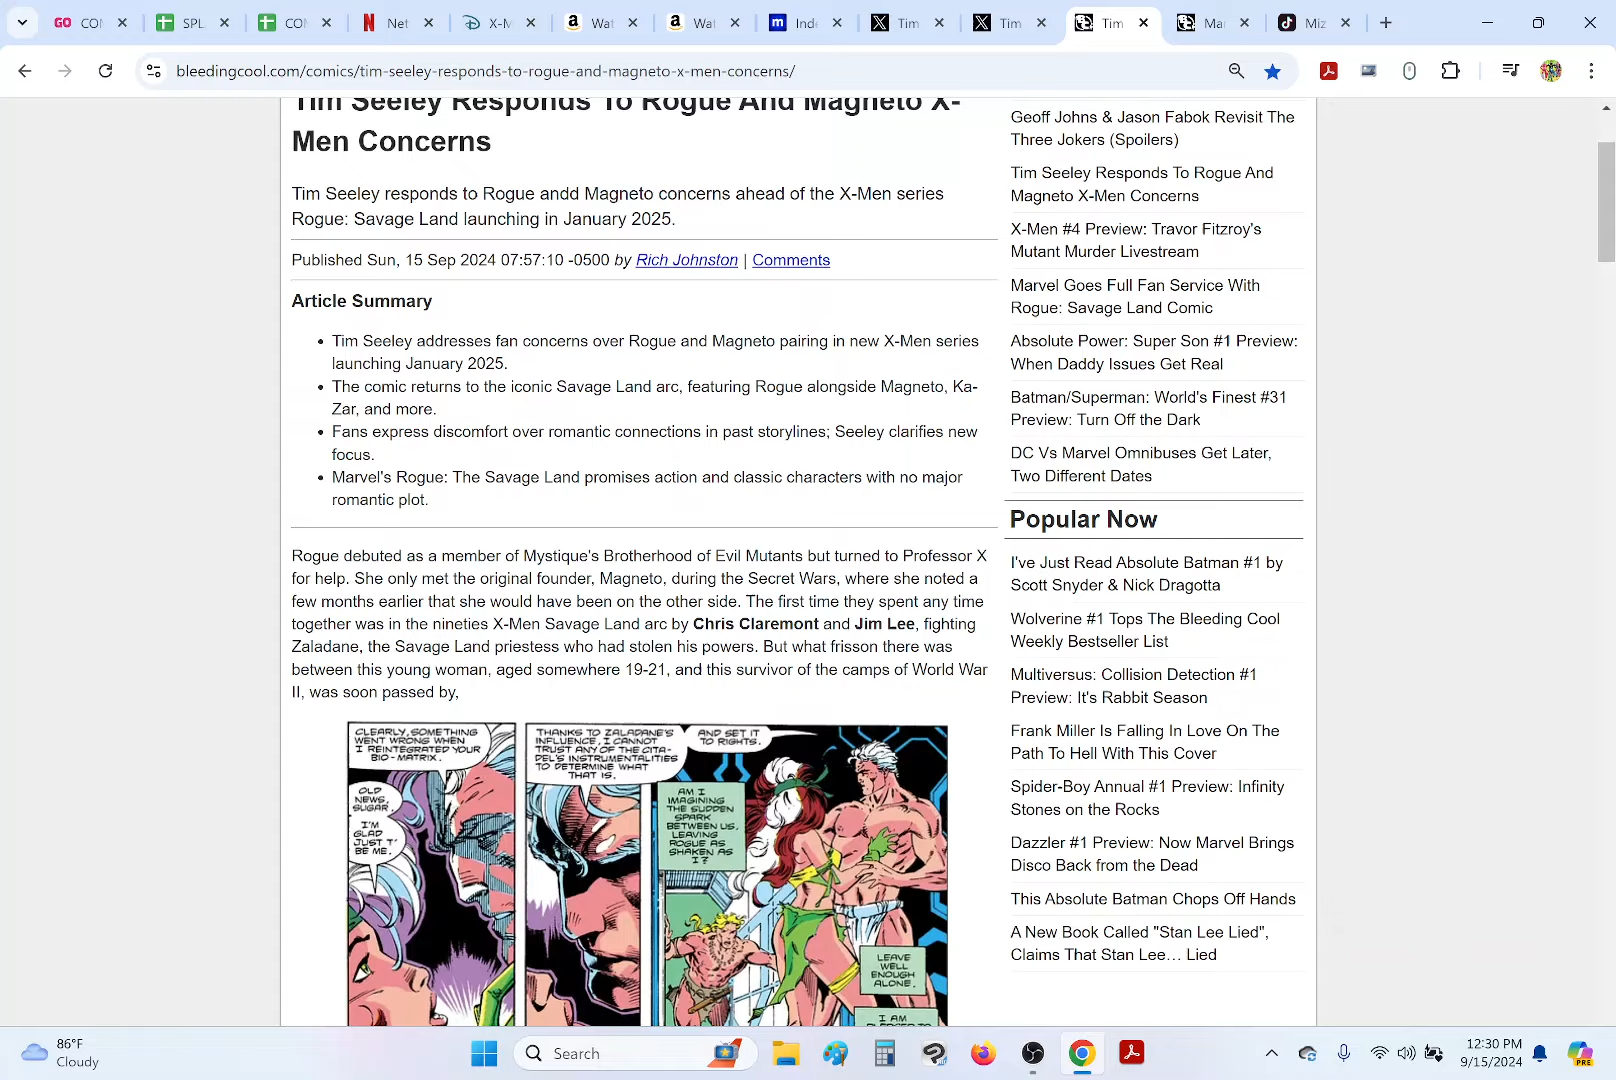 CON
SPL
CON
Net
X-M
Wat
Wat
Ind
Tim
Tim
Tim
Mar
Miz
bleedingcool.com/comics/tim-seeley-responds-to-rogue-and-magneto-x-men-concerns/
Tim Seeley Responds To Rogue And Magneto X-
Men Concerns
Tim Seeley responds to Rogue andd Magneto concerns ahead of the X-Men series
Rogue: Savage Land launching in January 2025.
Published Sun, 15 Sep 2024 07:57:10 -0500 by Rich Johnston | Comments
Article Summary
• Tim Seeley addresses fan concerns over Rogue and Magneto pairing in new X-Men series
launching January 2025.
• The comic returns to the iconic Savage Land arc, featuring Rogue alongside Magneto, Ka-
Zar, and more.
• Fans express discomfort over romantic connections in past storylines; Seeley clarifies new
focus.
• Marvel's Rogue: The Savage Land promises action and classic characters with no major
romantic plot.
Rogue debuted as a member of Mystique's Brotherhood of Evil Mutants but turned to Professor X
for help. She only met the original founder, Magneto, during the Secret Wars, where she noted a
few months earlier that she would have been on the other side. The first time they spent any time
together was in the nineties X-Men Savage Land arc by Chris Claremont and Jim Lee, fighting
Zaladane, the Savage Land priestess who had stolen his powers. But what frisson there was
between this young woman, aged somewhere 19-21, and this survivor of the camps of World War
II, was soon passed by,
CLEARLY, SOMETHING
WENT WRONG WHEN
I REINTEGRATED YOUR
BIO-MATRIX.
OLD
NEWS,
SUGAR.
I'M
GLAD
JUST T'
BE ME.
THANKS TO ZALADANE'S
INFLUENCE, I CANNOT
TRUST ANY OF THE CITA-
DEL'S INSTRUMENTALITIES
TO DETERMINE WHAT
THAT IS.
AND SET IT
TO RIGHTS.
AM I
IMAGINING
THE SUDDEN
SPARK
BETWEEN US,
LEAVING
ROGUE AS
SHAKEN AS
I?
LEAVE
WELL
ENOUGH
ALONE.
I AM
PLEDGED TO
Geoff Johns & Jason Fabok Revisit The
Three Jokers (Spoilers)
Tim Seeley Responds To Rogue And
Magneto X-Men Concerns
X-Men #4 Preview: Travor Fitzroy's
Mutant Murder Livestream
Marvel Goes Full Fan Service With
Rogue: Savage Land Comic
Absolute Power: Super Son #1 Preview:
When Daddy Issues Get Real
Batman/Superman: World's Finest #31
Preview: Turn Off the Dark
DC Vs Marvel Omnibuses Get Later,
Two Different Dates
Popular Now
I've Just Read Absolute Batman #1 by
Scott Snyder & Nick Dragotta
Wolverine #1 Tops The Bleeding Cool
Weekly Bestseller List
Multiversus: Collision Detection #1
Preview: It's Rabbit Season
Frank Miller Is Falling In Love On The
Path To Hell With This Cover
Spider-Boy Annual #1 Preview: Infinity
Stones on the Rocks
Dazzler #1 Preview: Now Marvel Brings
Disco Back from the Dead
This Absolute Batman Chops Off Hands
A New Book Called "Stan Lee Lied",
Claims That Stan Lee… Lied
86°F
Cloudy
Search
12:30 PM
9/15/2024